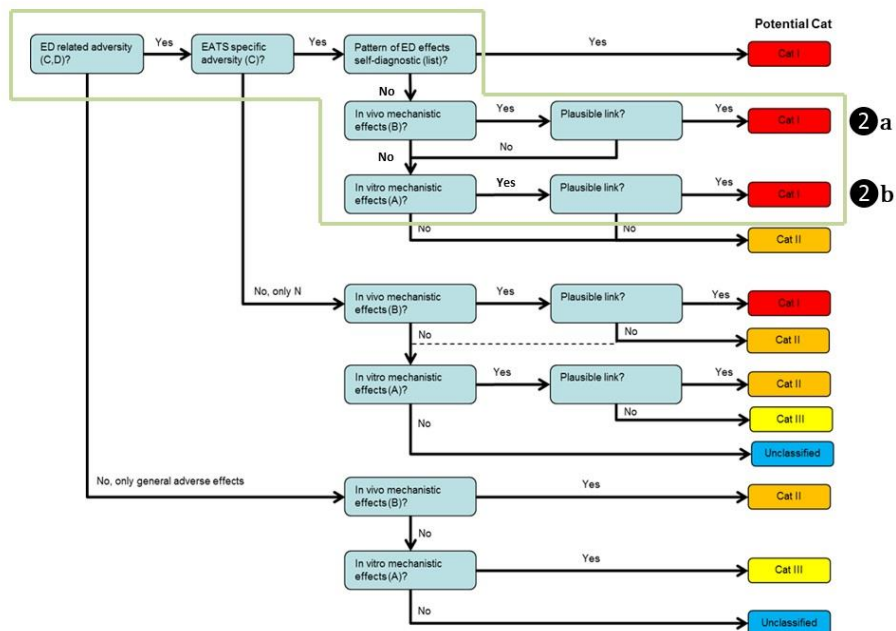 Potential Cat
ED related adversity
(C,D)?
Yes
EATS specific
adversity (C)?
Yes
Pattern of ED effects
self-diagnostic (list)?
Yes
Cat I
No
In vivo mechanistic
effects (B)?
Yes
Plausible link?
Yes
Cat I
2 a
No
No
In vitro mechanistic
effects (A)?
Yes
Plausible link?
Yes
Cat I
2 b
No
No
Cat II
No, only N
In vivo mechanistic
effects (B)?
Yes
Plausible link?
Yes
Cat I
No
No
Cat II
In vitro mechanistic
effects (A)?
Yes
Plausible link?
Yes
Cat II
No
No
Cat III
Unclassified
No, only general adverse effects
In vivo mechanistic
effects (B)?
Yes
Cat II
No
In vitro mechanistic
effects (A)?
Yes
Cat III
No
Unclassified